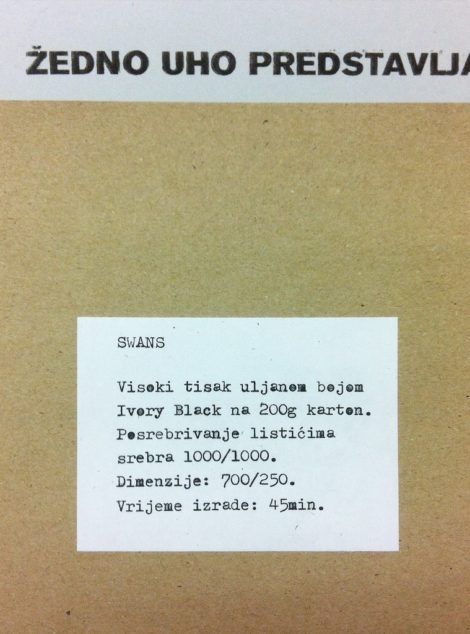 ŽEDNO UHO PREDSTAVLJA
SWANS
Visoki tisak uljanom bojom
Ivory Black na 200g karton.
Posrebrivanje listićima
srebra 1000/1000.
Dimenzije: 700/250.
Vrijeme izrade: 45min.